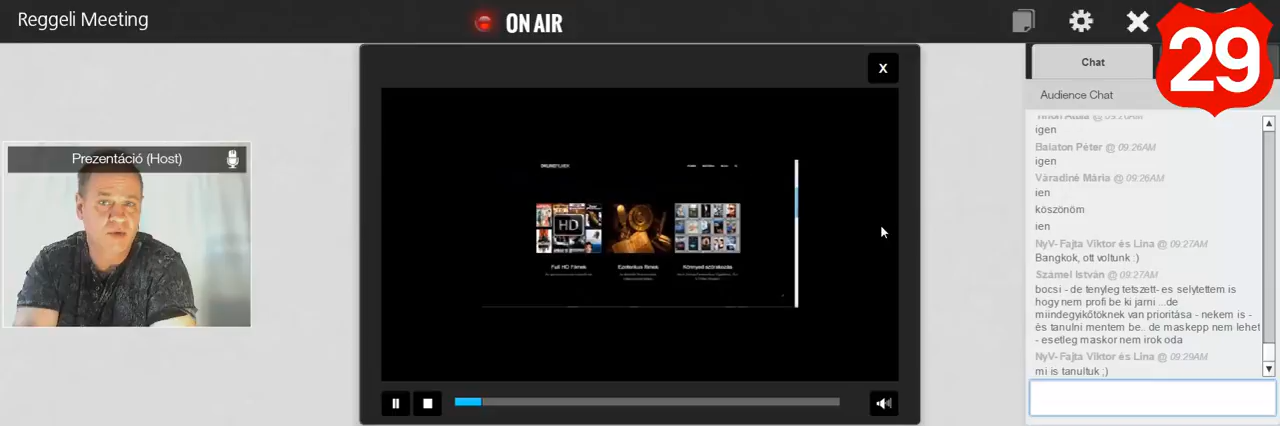 Reggeli Meeting
ON AIR
29
X
Chat
Audience Chat
Prezentáció (Host)
igen
Balaton Péter @ 09:26AM
igen
Váradiné Mária @ 09:26AM
ien
köszönöm
ien
NyV- Fajta Viktor és Lina @ 09:27AM
Bangkok, ott voltunk :)
Számel István @ 09:27AM
bocsi - de tenyleg tetszett- es selytettem is
hogy nem profi be ki jarni ...de
miindegyikőtöknek van prioritása - nekem is -
és tanulni mentem be.. de maskepp nem lehet
- esetleg maskor nem irok oda
NyV- Fajta Viktor és Lina @ 09:29AM
mi is tanultuk ;)
HD
Full HD Filmek
Ezoterikus filmek